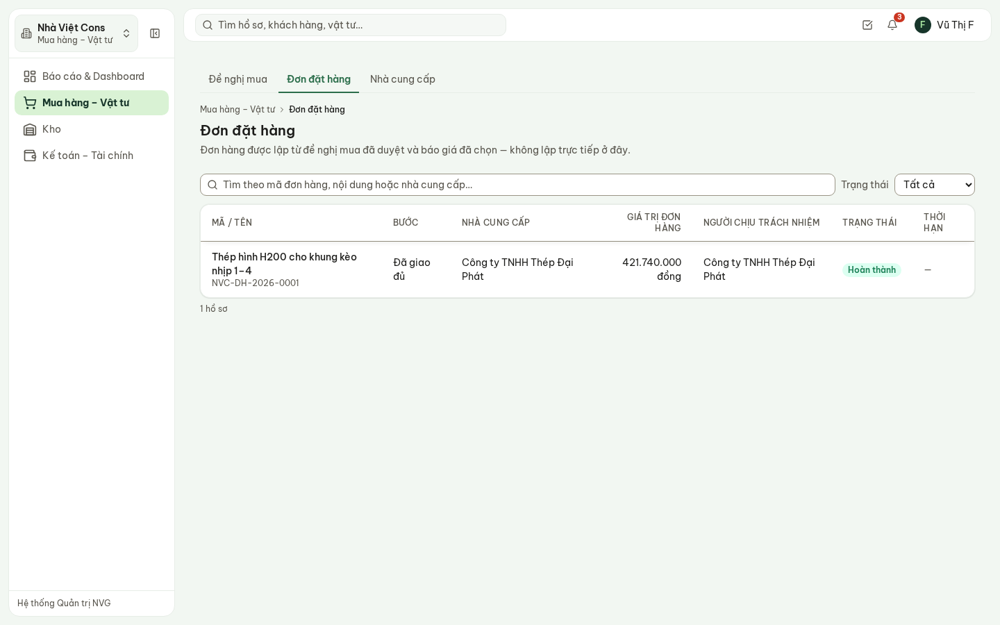 Nhà Việt Cons
Mua hàng – Vật tư
Tìm hồ sơ, khách hàng, vật tư...
3
F
Vũ Thị F
Báo cáo & Dashboard
Mua hàng – Vật tư
Kho
Kế toán – Tài chính
Đề nghị mua
Đơn đặt hàng
Nhà cung cấp
Mua hàng – Vật tư > Đơn đặt hàng
Đơn đặt hàng
Đơn hàng được lập từ đề nghị mua đã duyệt và báo giá đã chọn — không lập trực tiếp ở đây.
Tìm theo mã đơn hàng, nội dung hoặc nhà cung cấp...
Trạng thái
Tất cả
MÃ / TÊN
BƯỚC
NHÀ CUNG CẤP
GIÁ TRỊ ĐƠN
HÀNG
NGƯỜI CHỊU TRÁCH NHIỆM
TRẠNG THÁI
THỜI
HẠN
Thép hình H200 cho khung kèo
nhịp 1–4
NVC-DH-2026-0001
Đã giao
đủ
Công ty TNHH Thép Đại
Phát
421.740.000
đồng
Công ty TNHH Thép Đại
Phát
Hoàn thành
—
1 hồ sơ
Hệ thống Quản trị NVG